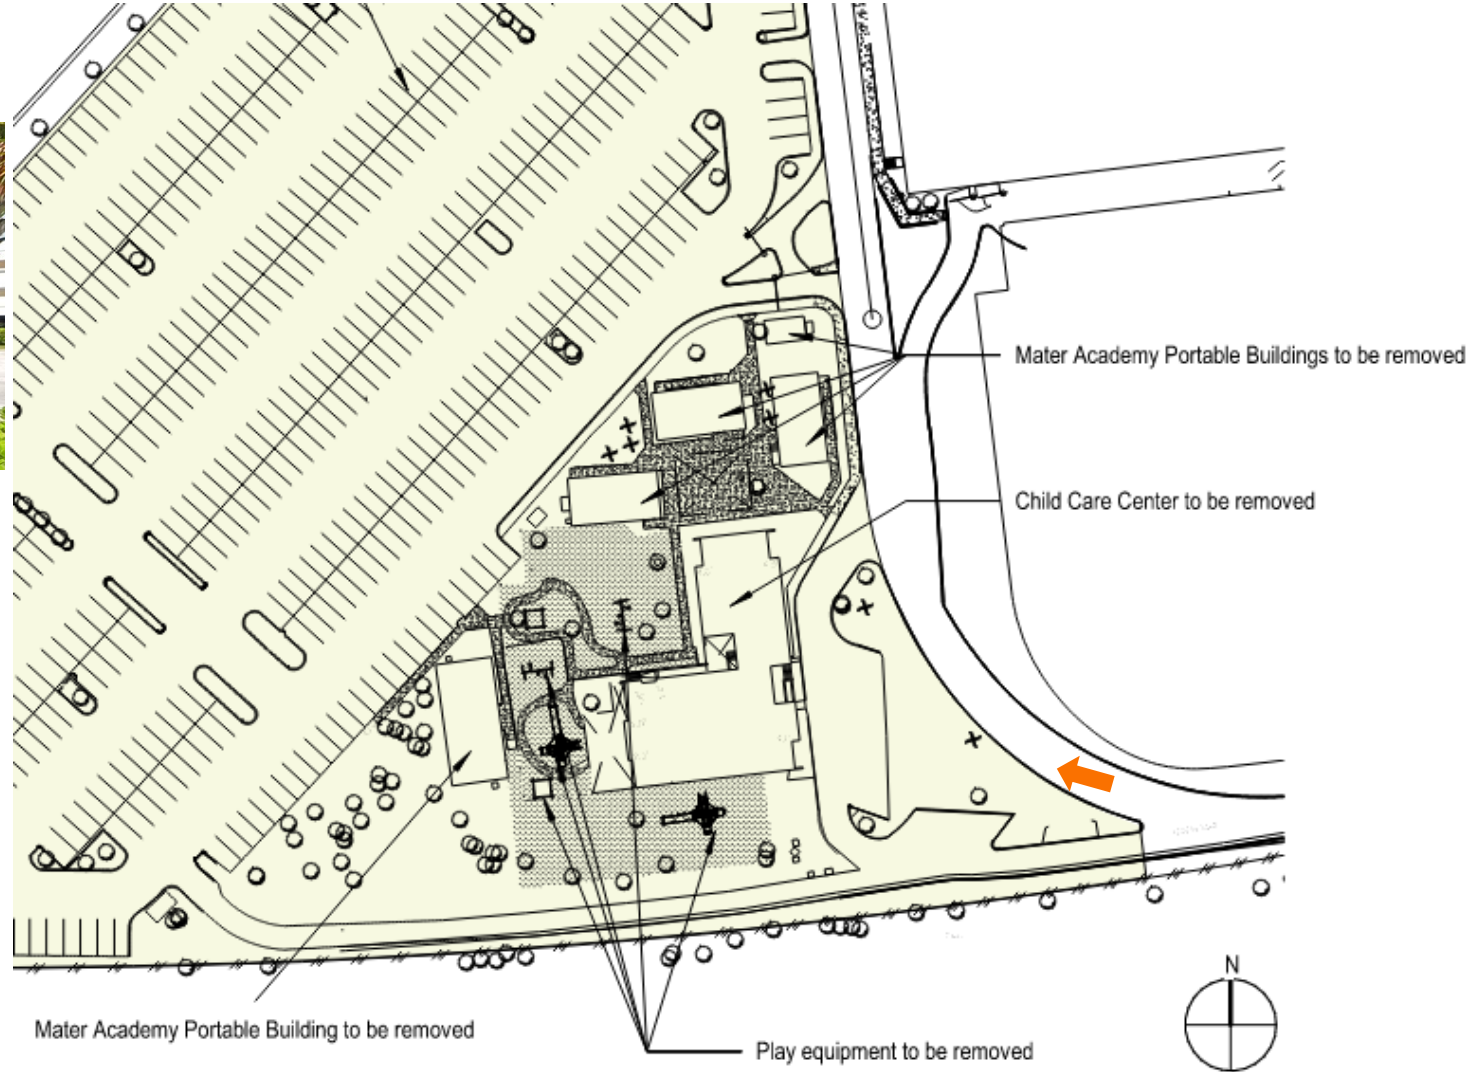 Mater Academy Portable Buildings to be removed
Child Care Center to be removed
N
Mater Academy Portable Building to be removed
Play equipment to be removed